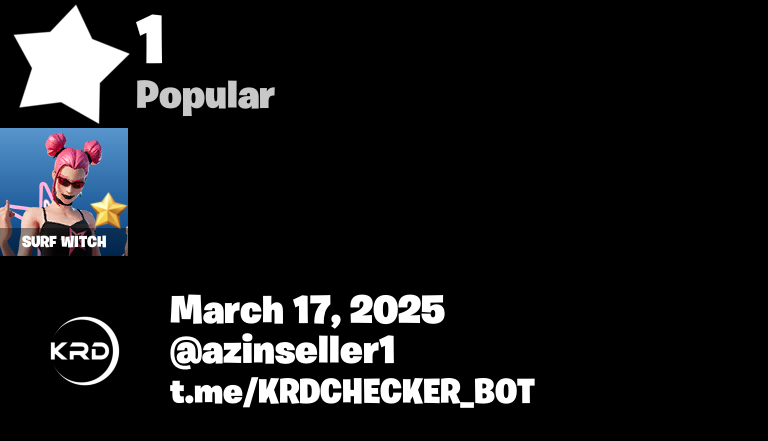 1
Popular
SURF WITCH
KRD
March 17, 2025
@azinseller1
t.me/KRDCHECKER_BOT